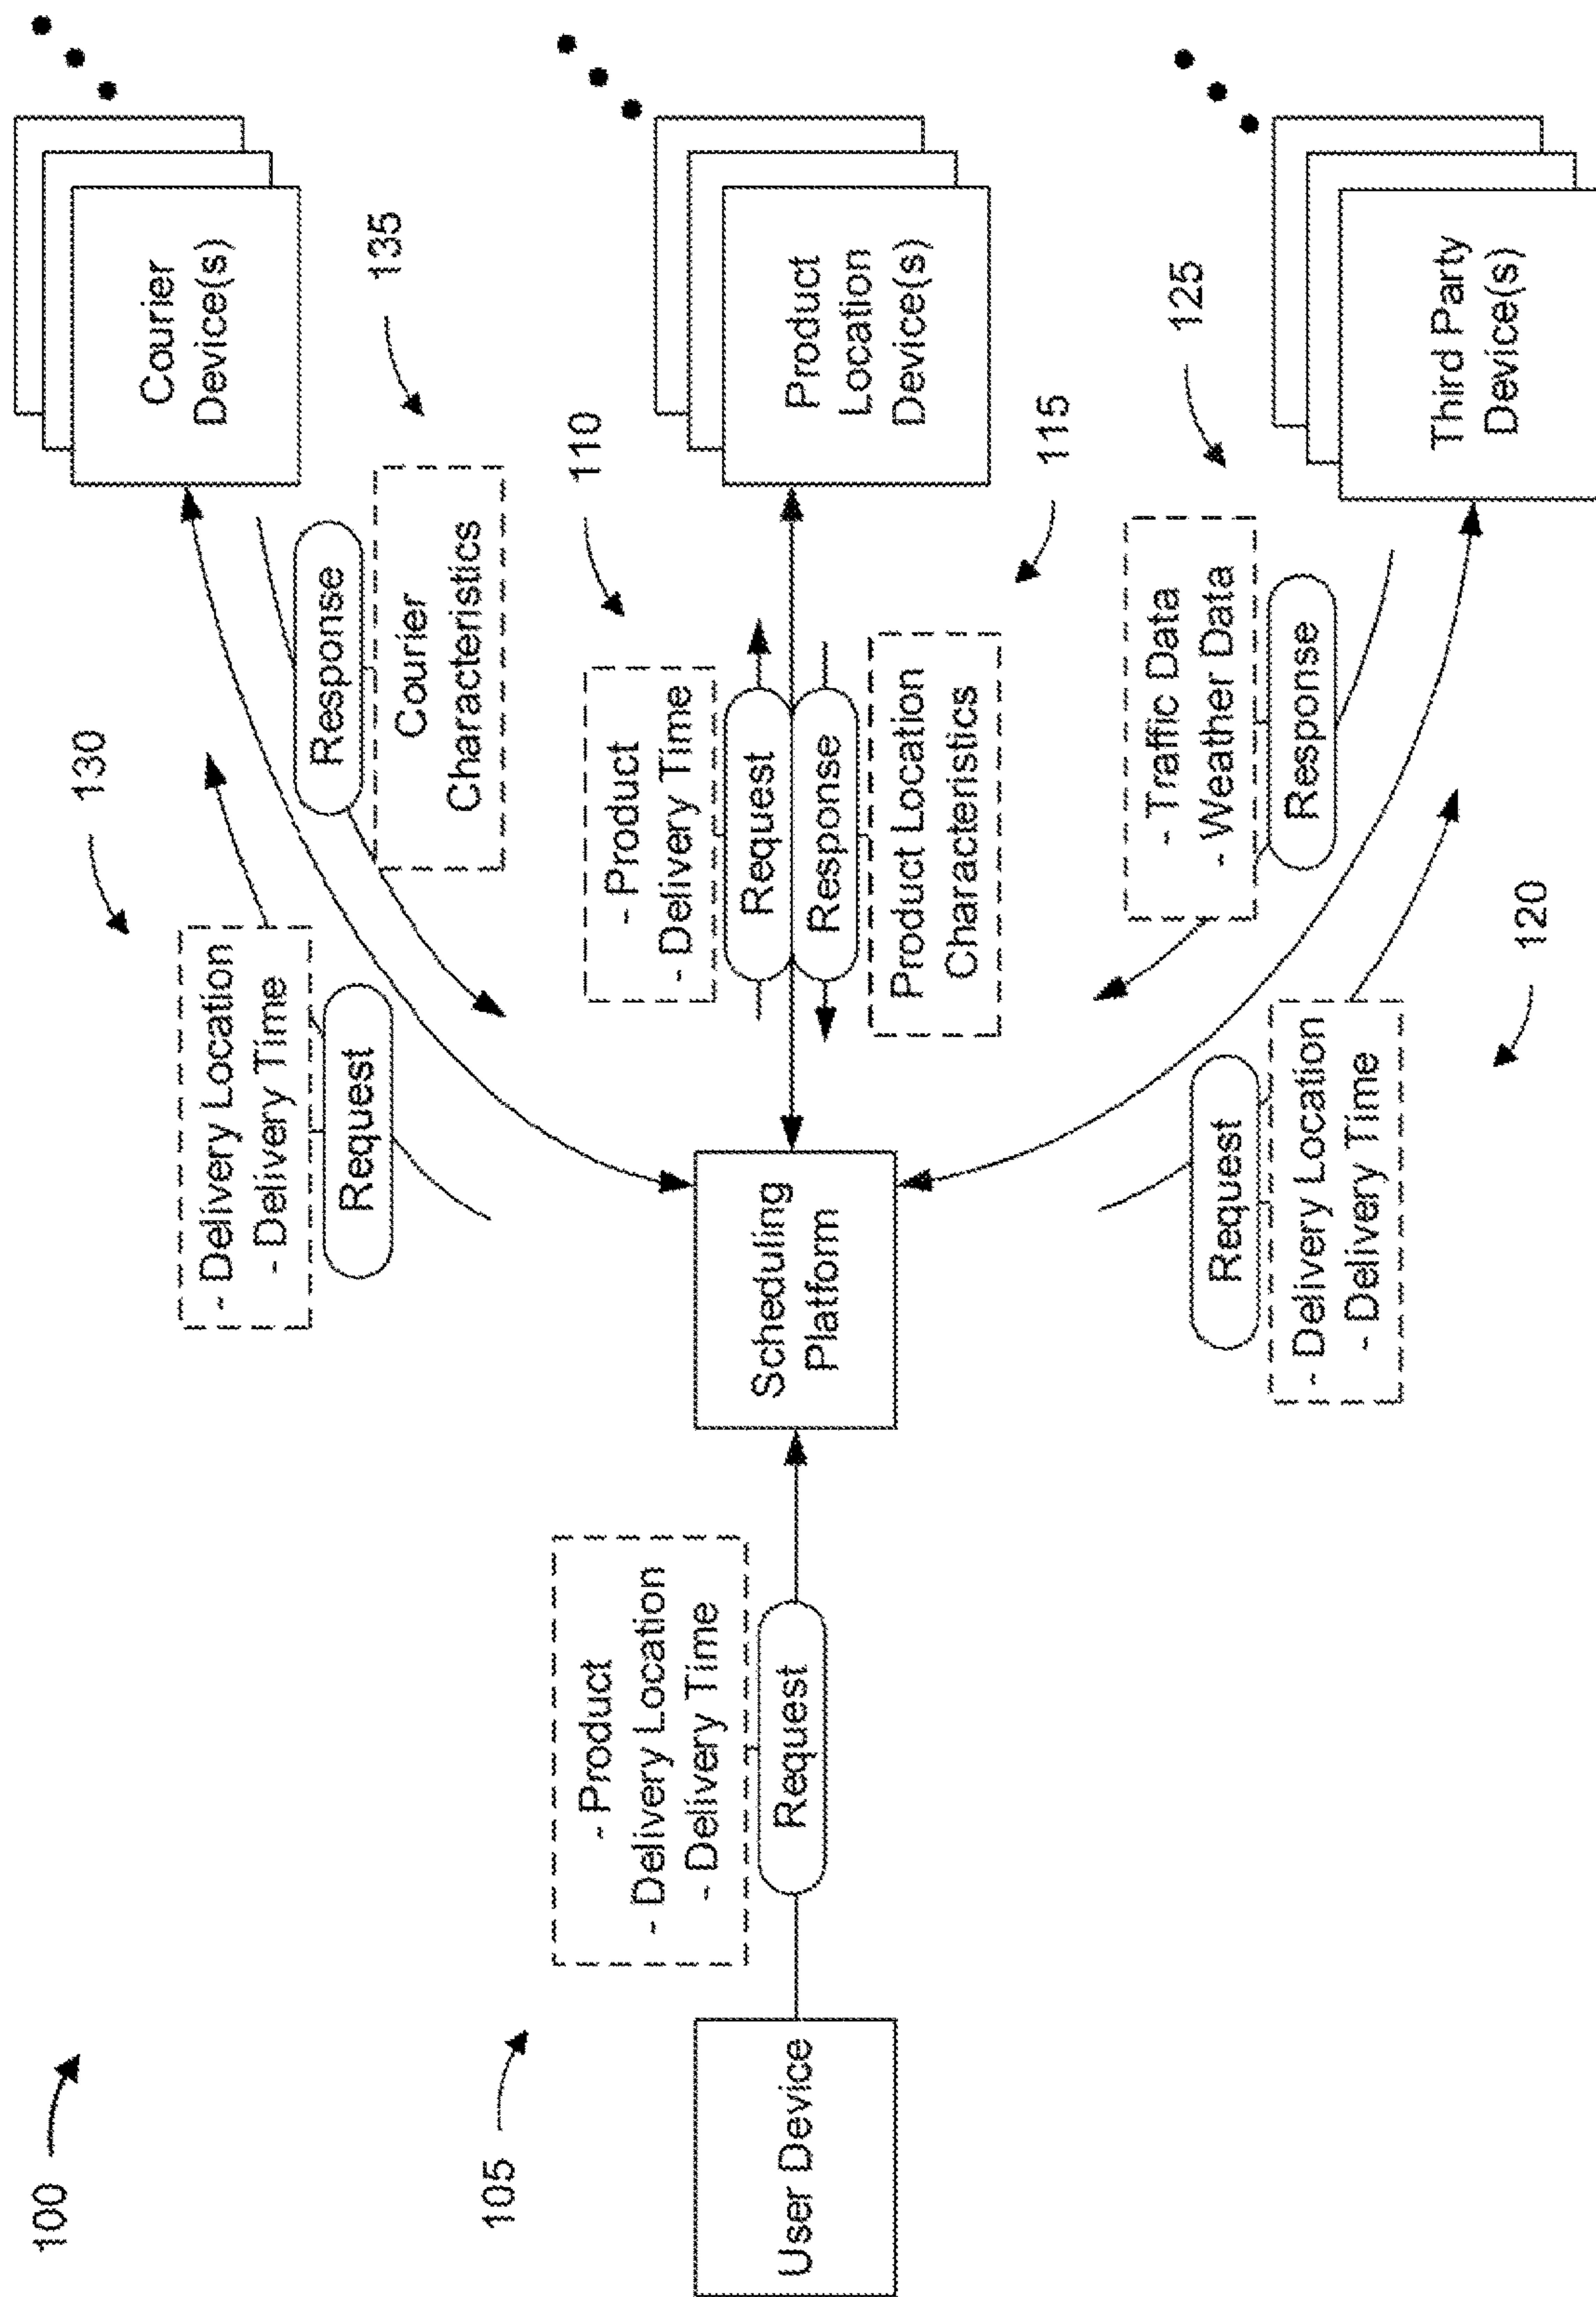 100
105
User Device
- Product
- Delivery Location
- Delivery Time
Request
Scheduling
Platform
130
- Delivery Location
- Delivery Time
Request
Response
Courier
Characteristics
135
Courier
Device(s)
110
- Product
- Delivery Time
Request
Response
Product Location
Characteristics
115
Product
Location
Device(s)
125
- Traffic Data
- Weather Data
Response
Request
- Delivery Location
- Delivery Time
120
Third Party
Device(s)